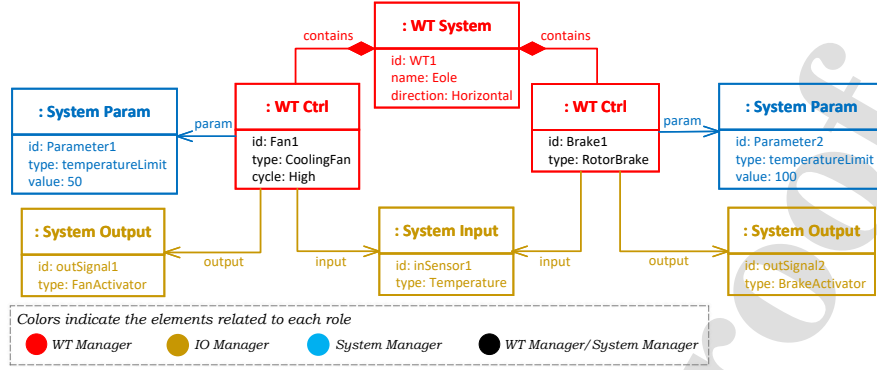 : WT System
contains
contains
id: WT1
name: Eole
direction: Horizontal
: System Param
id: Parameter1
type: temperatureLimit
value: 50
param
: WT Ctrl
id: Fan1
type: CoolingFan
cycle: High
: WT Ctrl
id: Brake1
type: RotorBrake
param
: System Param
id: Parameter2
type: temperatureLimit
value: 100
: System Output
id: outSignal1
type: FanActivator
output
input
: System Input
id: inSensor1
type: Temperature
input
output
: System Output
id: outSignal2
type: BrakeActivator
Colors indicate the elements related to each role
WT Manager
IO Manager
System Manager
WT Manager/System Manager
roof